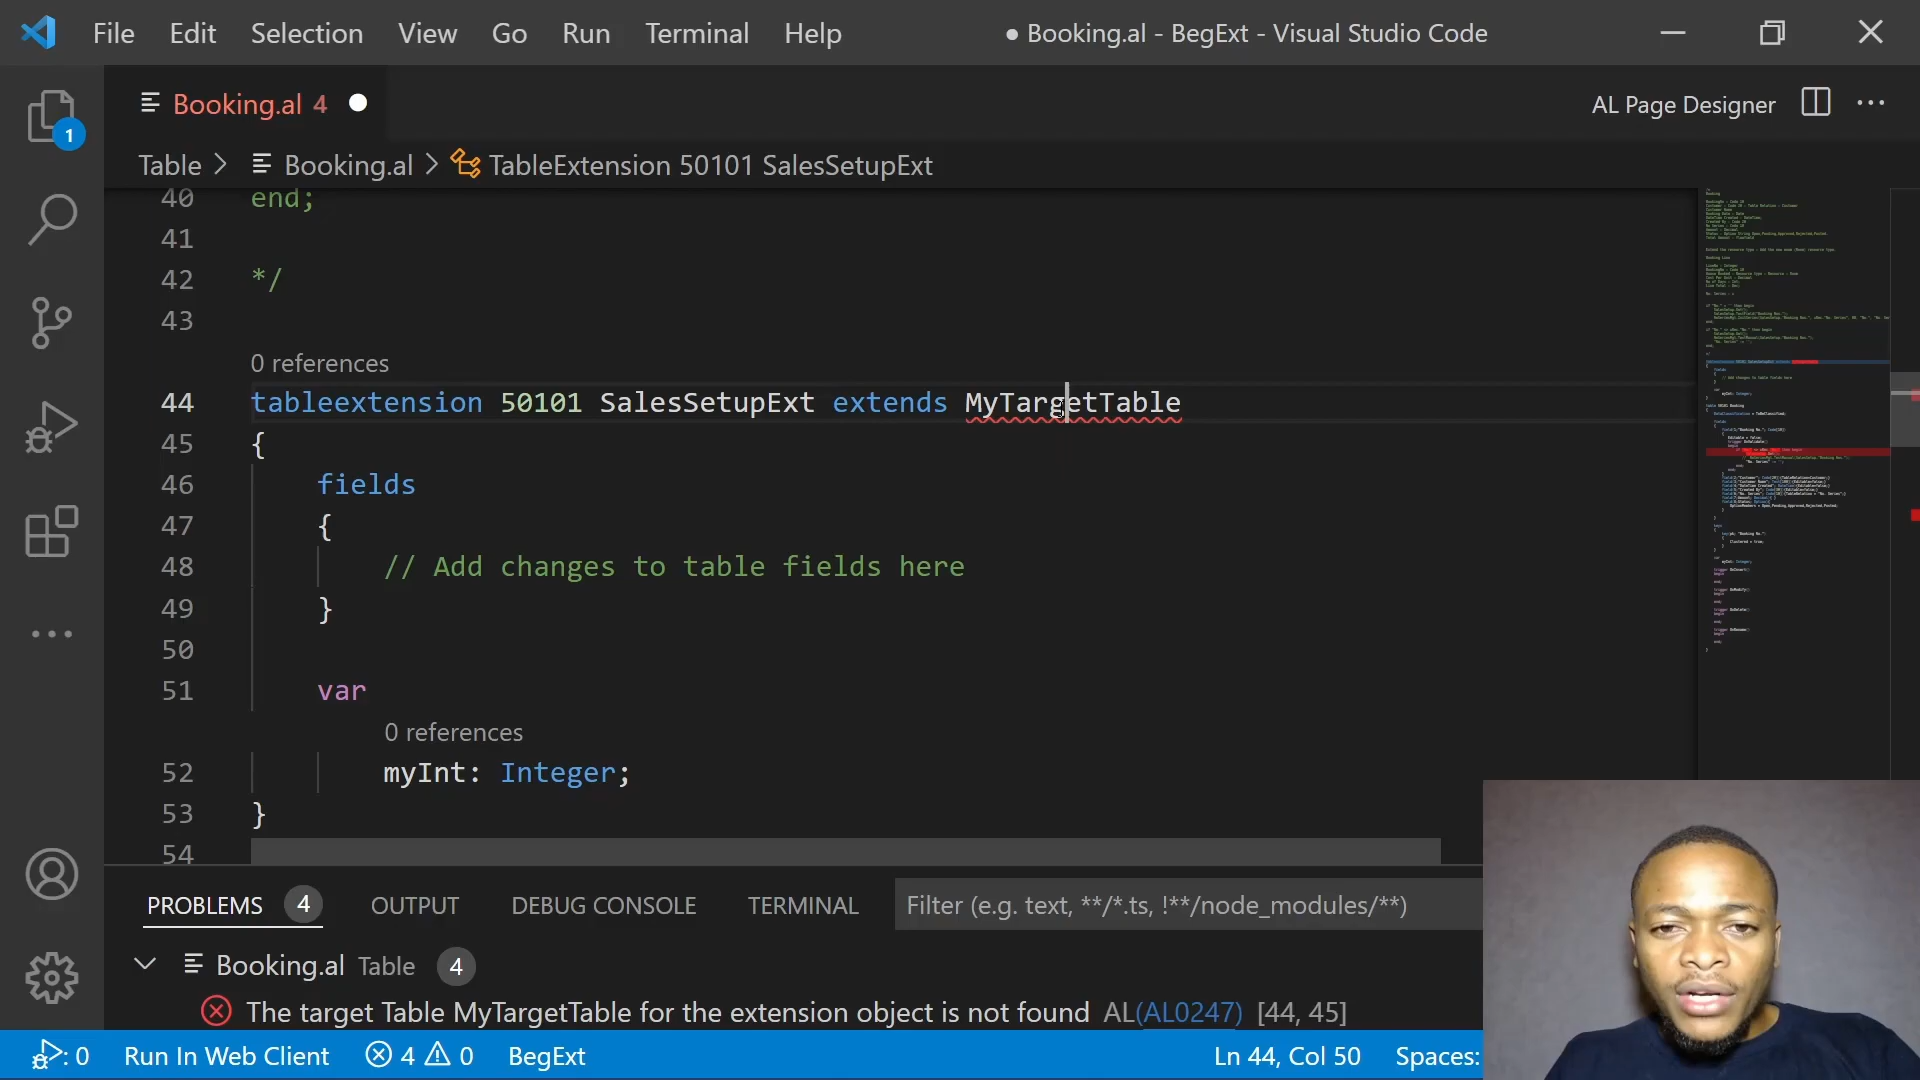 File Edit Selection View Go Run Terminal Help ● Booking.al - BegExt - Visual Studio Code
Booking.al 4 AL Page Designer
1
Table > Booking.al > TableExtension 50101 SalesSetupExt
40 end;
41
42 */
43
0 references
44 tableextension 50101 SalesSetupExt extends MyTargetTable
45 {
46 fields
47 {
48 // Add changes to table fields here
49 }
50
51 var
0 references
52 myInt: Integer;
53 }
54
PROBLEMS 4 OUTPUT DEBUG CONSOLE TERMINAL Filter (e.g. text, **/*.ts, !**/node_modules/**)
Booking.al Table 4
The target Table MyTargetTable for the extension object is not found AL(AL0247) [44, 45]
: 0 Run In Web Client 4 0 BegExt Ln 44, Col 50 Spaces: